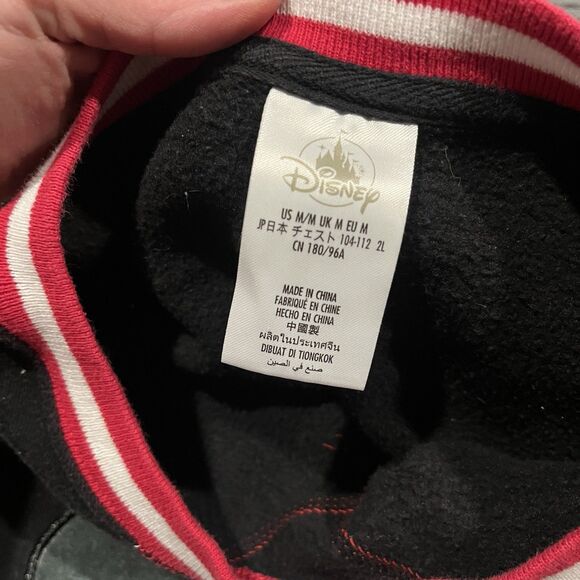 Disney
US M/M UK M EU M
JP日本 チェスト 104-112 2L
CN 180/96A
MADE IN CHINA
FABRIQUÉ EN CHINE
HECHO EN CHINA
中國製
ผลิตในประเทศจีน
DIBUAT DI TIONGKOK
صنع في الصين